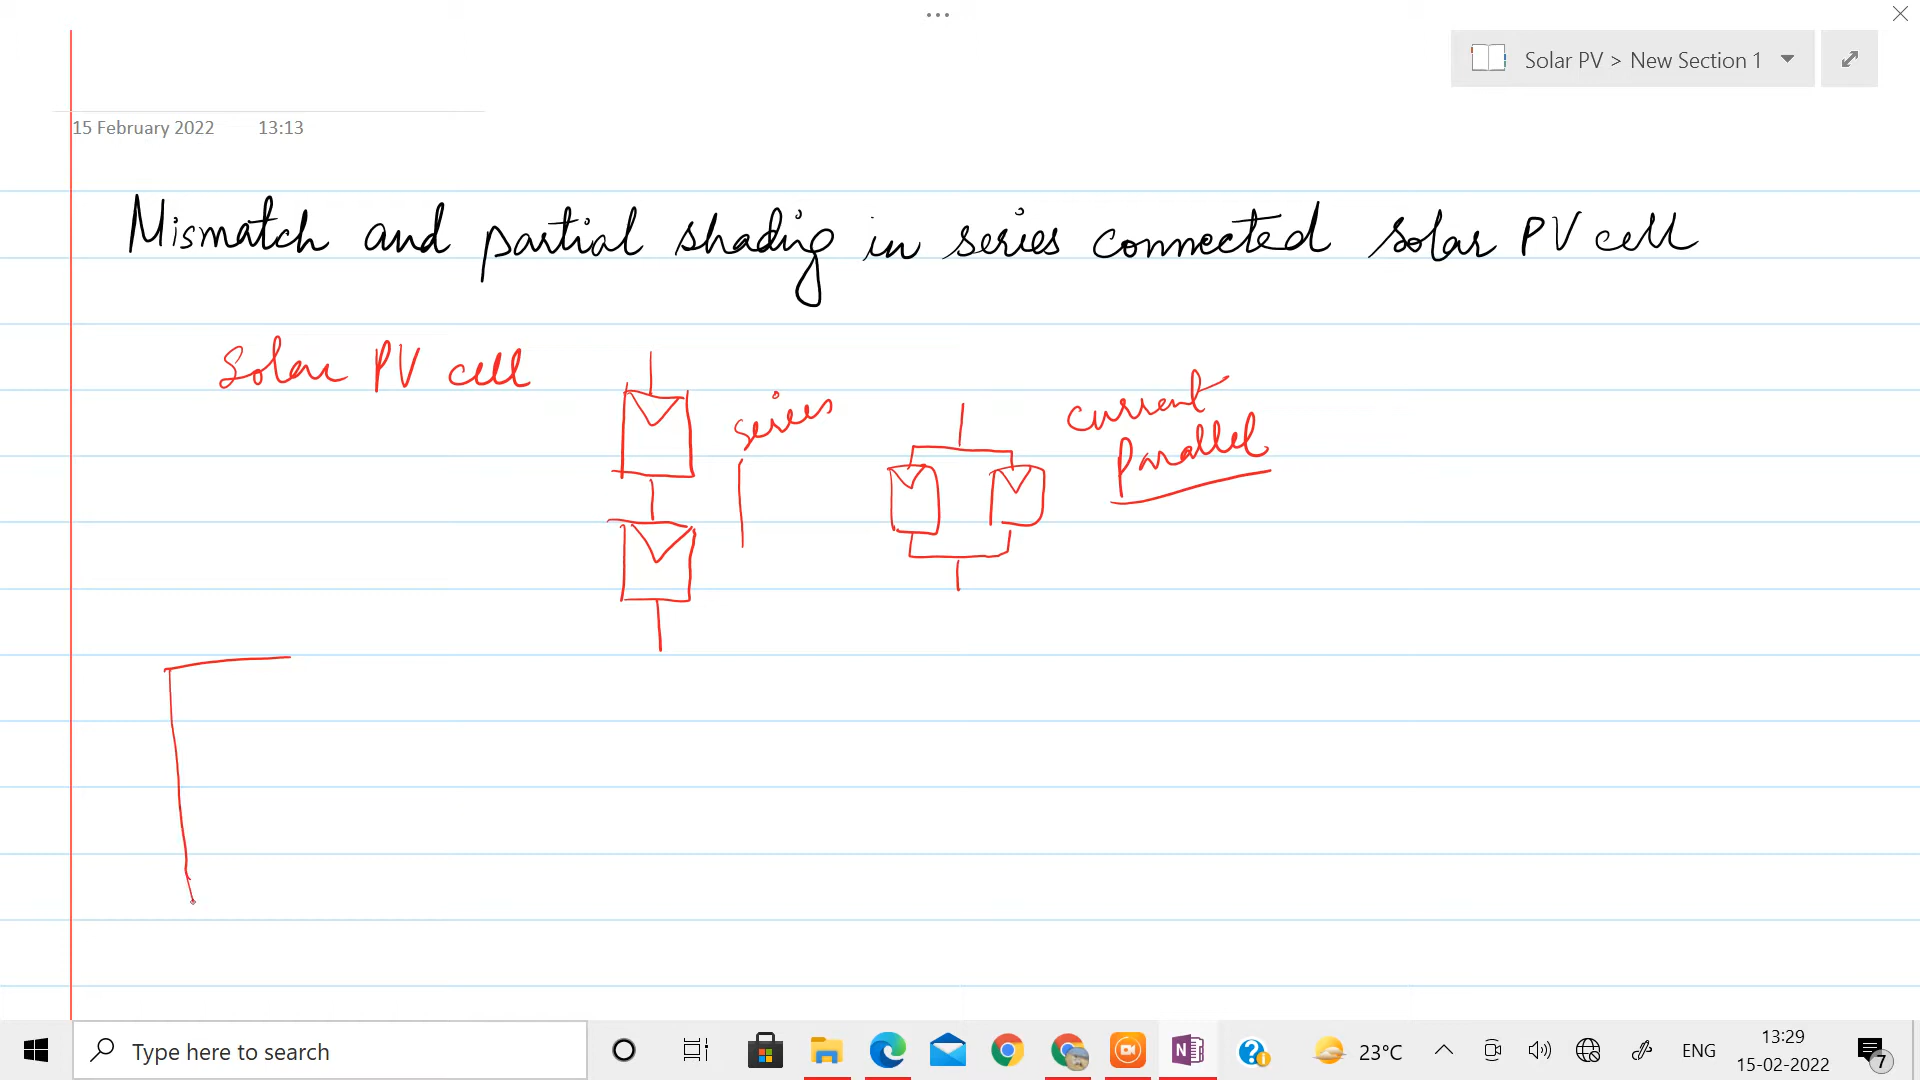 Solar PV > New Section 1
15 February 2022 13:13
Mismatch and partial shading in series connected Solar PV cell
Solar PV cell
series
current
Parallel
Type here to search
23°C
ENG
13:29
15-02-2022
7